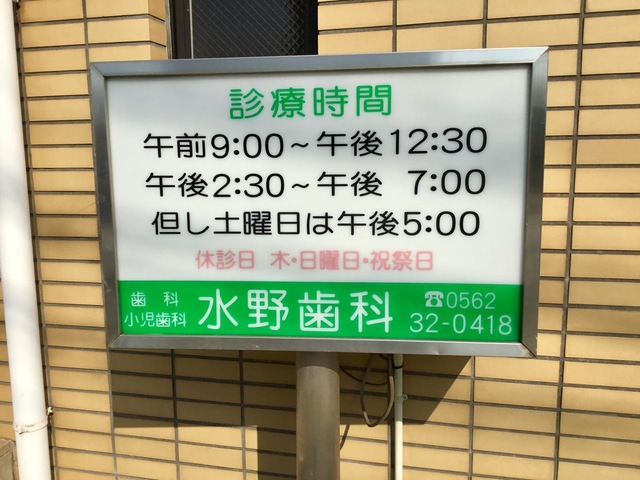 診療時間
午前9:00～午後12:30
午後2:30～午後 7:00
但し土曜日は午後5:00
休診日 木・日曜日・祝祭日
歯科
小児歯科
水野歯科
☎0562
32-0418